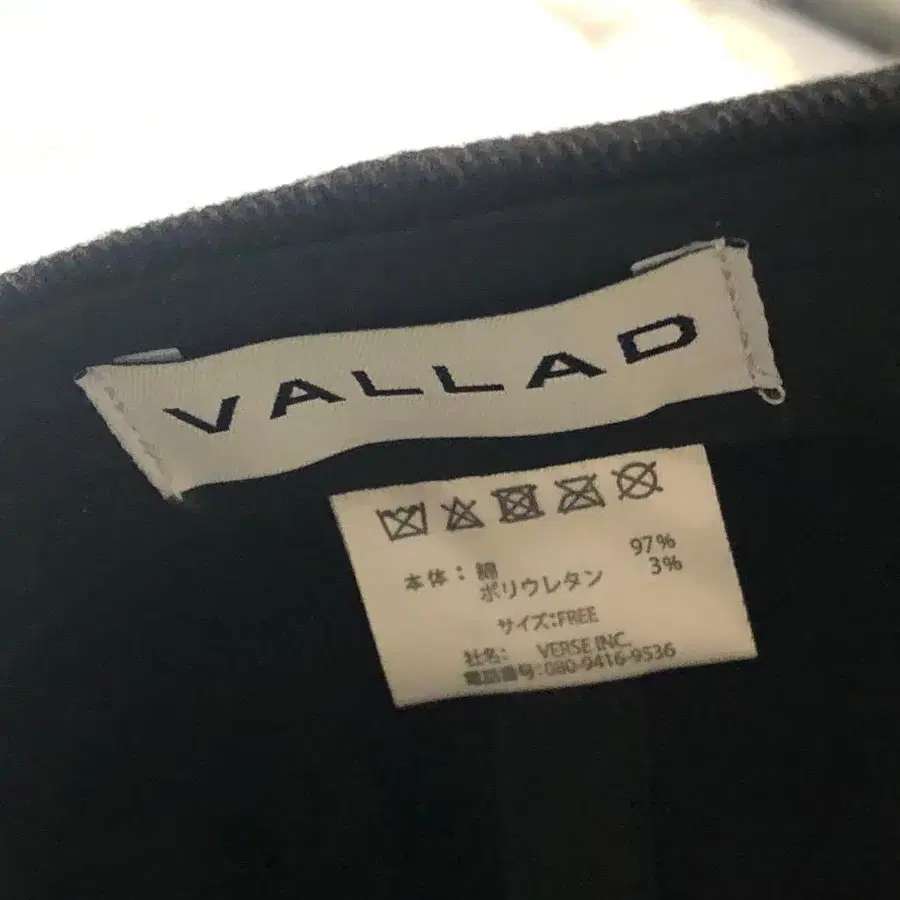 VALLAD
本体: 綿 97%
ポリウレタン 3%
サイズ:FREE
社名: VERSE INC.
電話番号:080-9416-9536